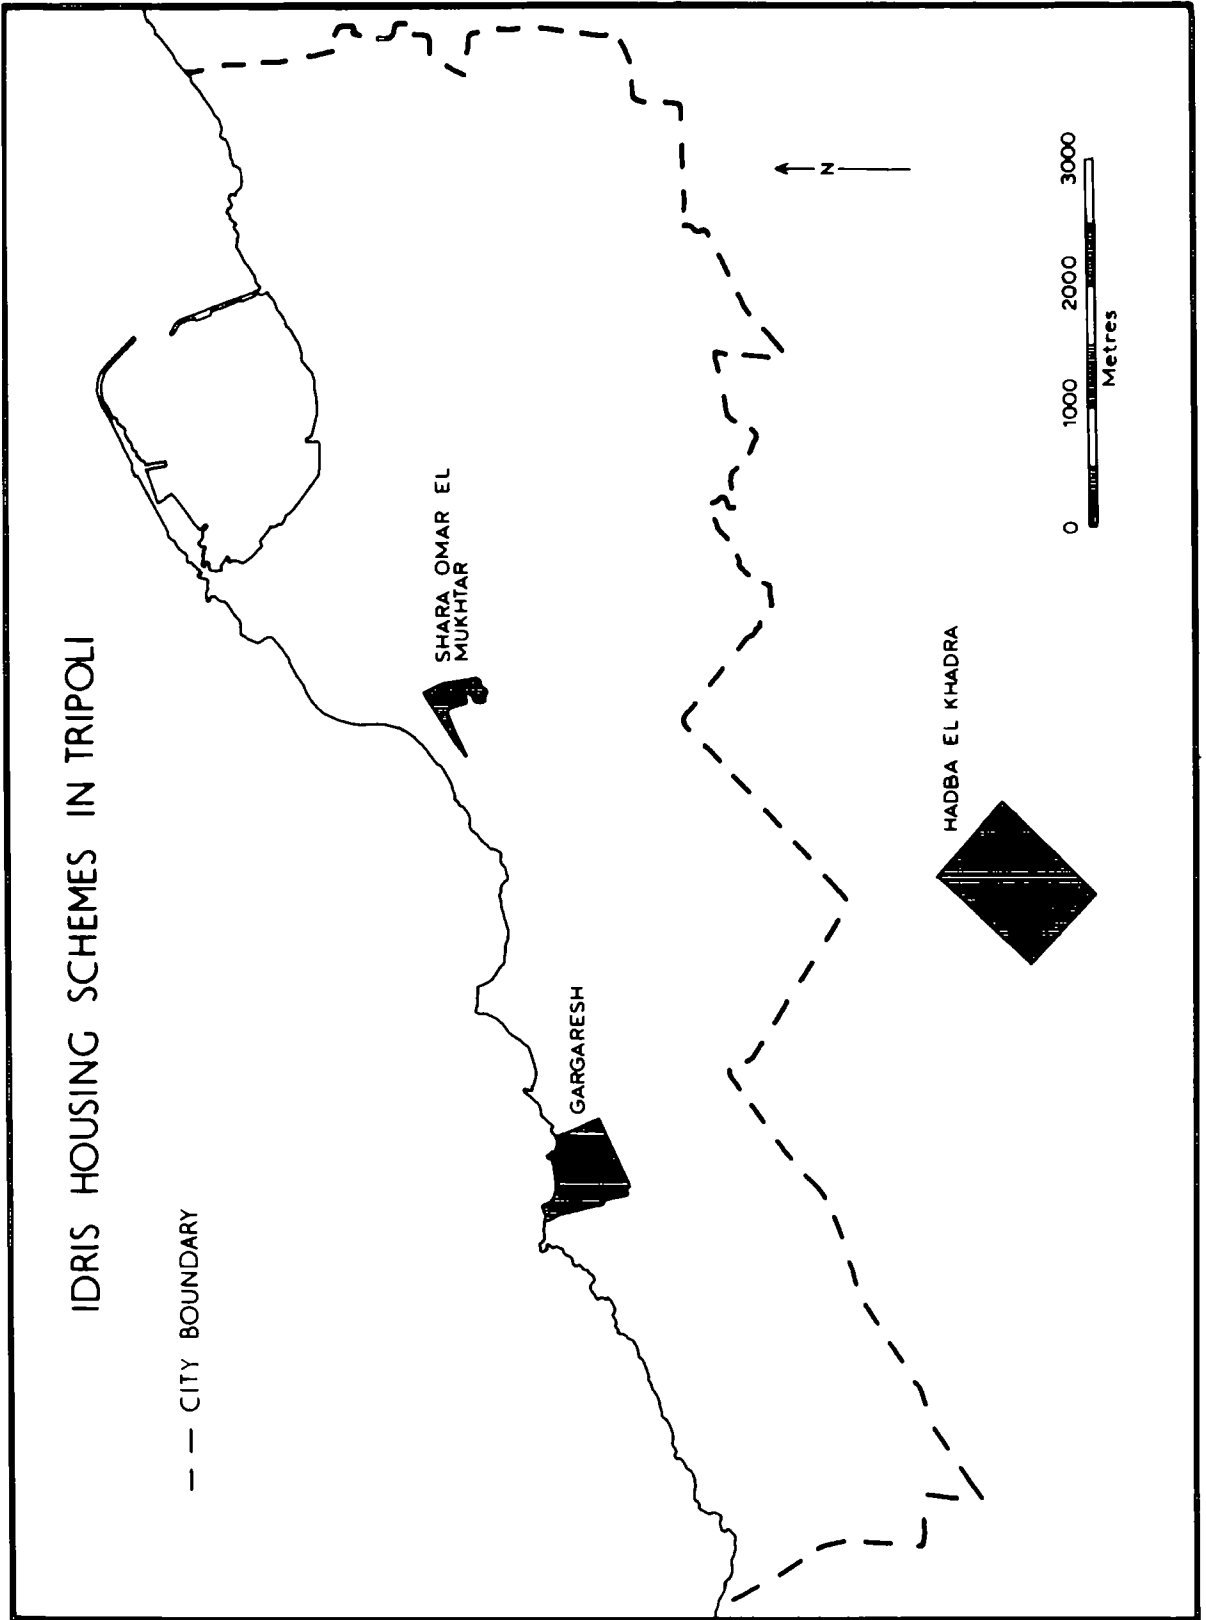 IDRIS HOUSING SCHEMES IN TRIPOLI
— — CITY BOUNDARY
SHARA OMAR EL
MUKHTAR
GARGARESH
HADBA EL KHADRA
N
0 1000 2000 3000
Metres